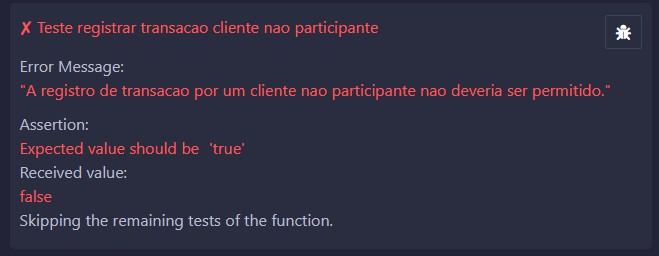 ✗ Teste registrar transacao cliente nao participante
Error Message:
"A registro de transacao por um cliente nao participante nao deveria ser permitido."
Assertion:
Expected value should be 'true'
Received value:
false
Skipping the remaining tests of the function.